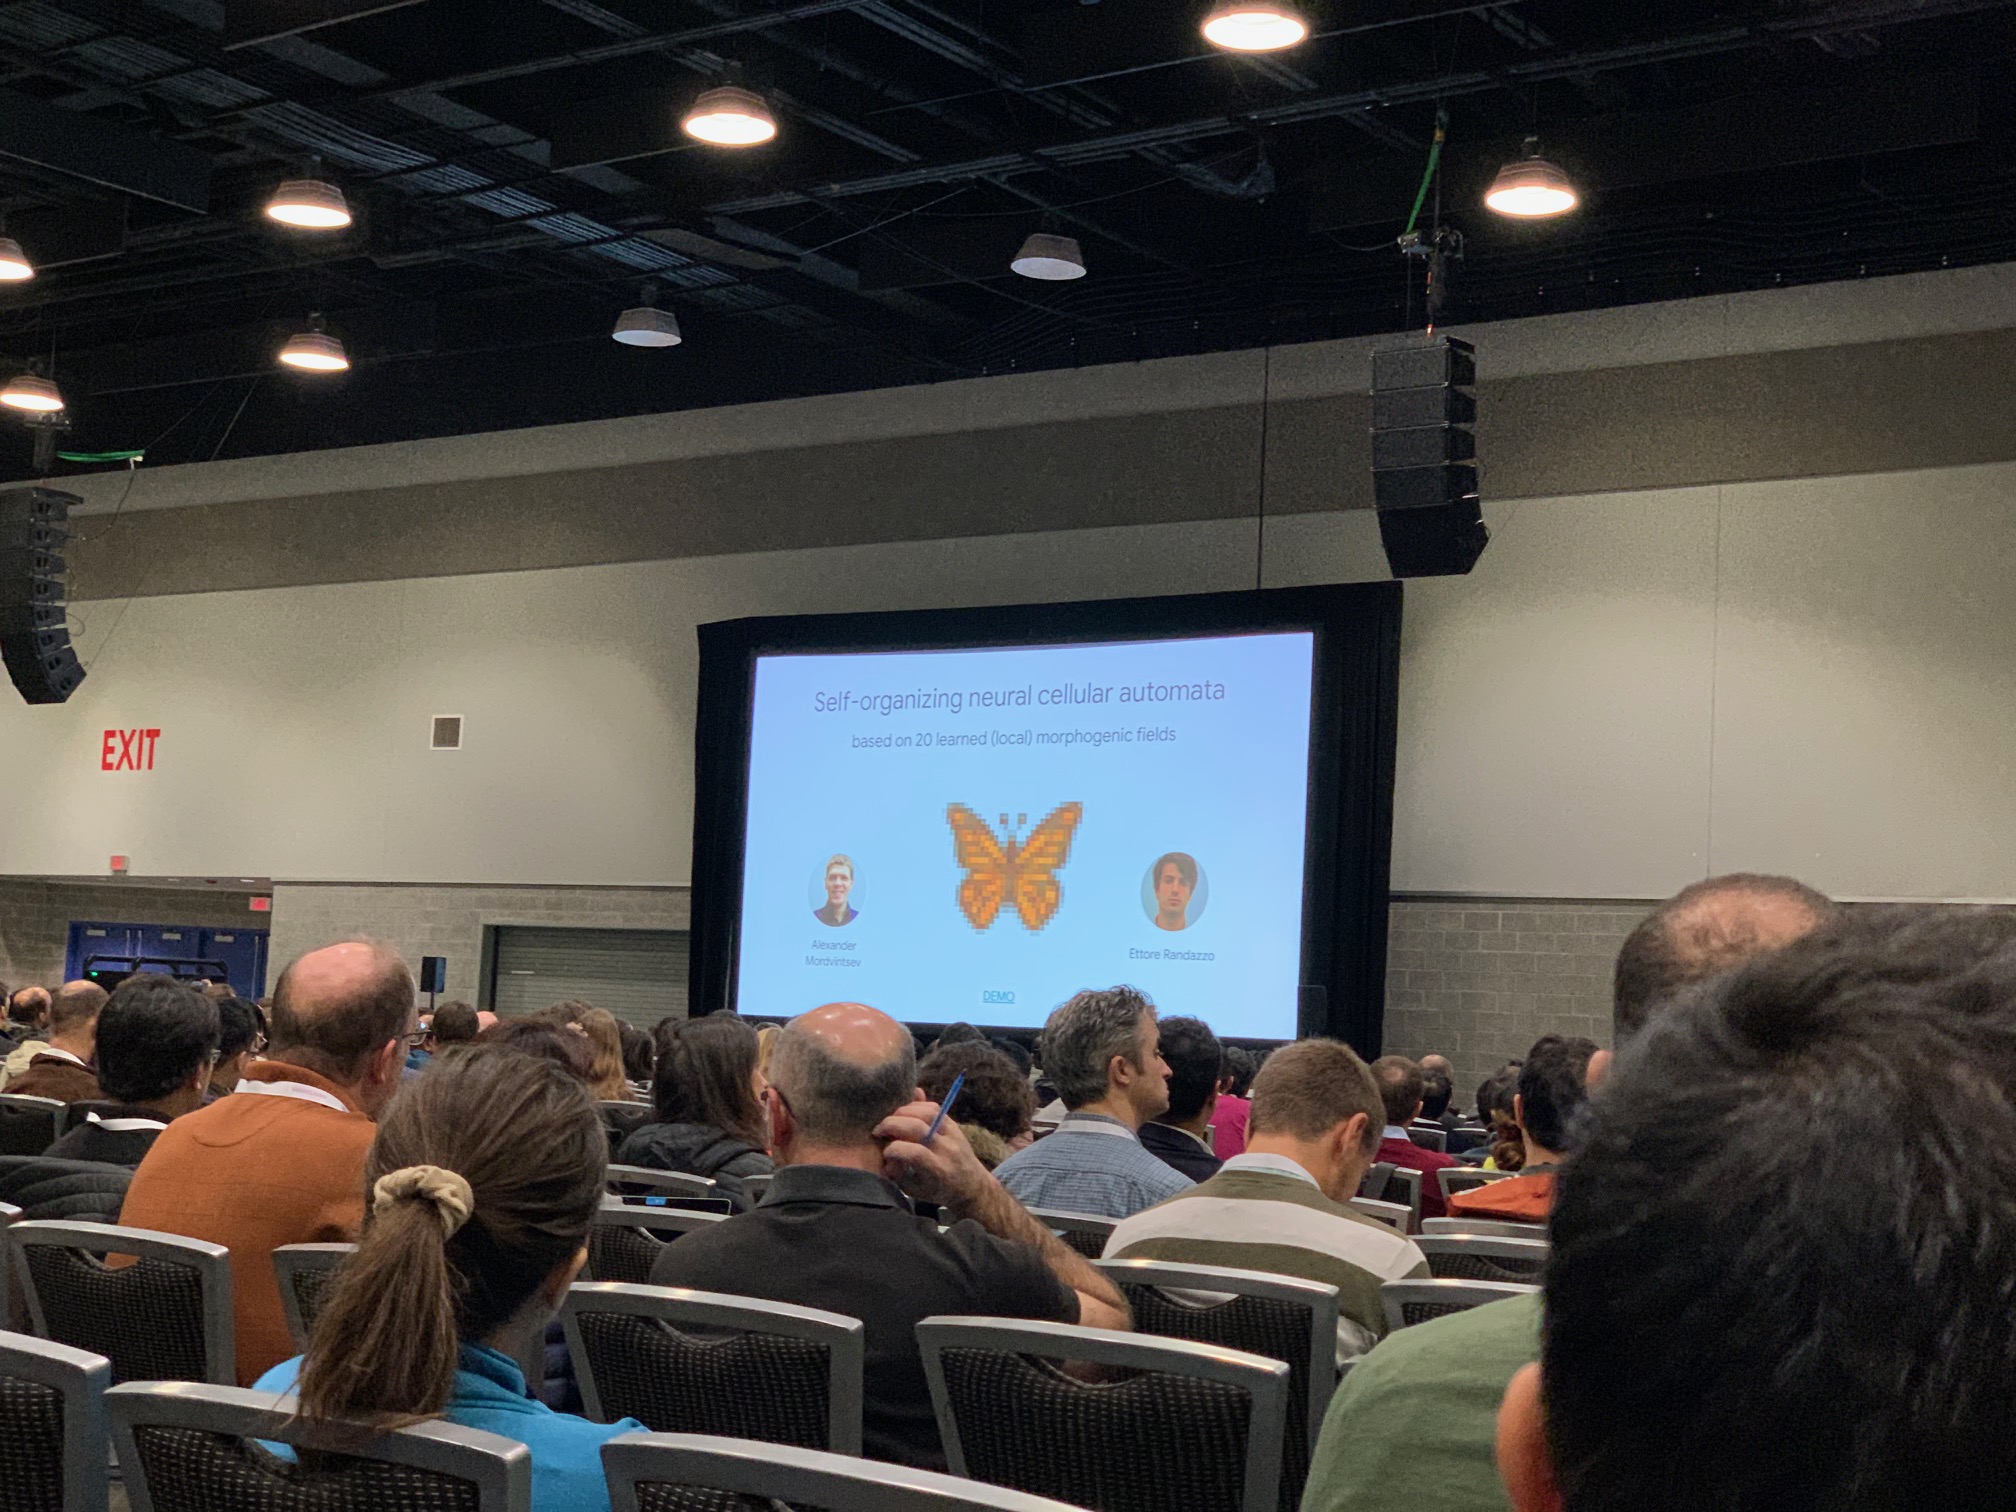 Self-organizing neural cellular automata
based on 20 learned (local) morphogenic fields
EXIT
Alexander
Mordvintsev
Ettore Randazzo
DEMO